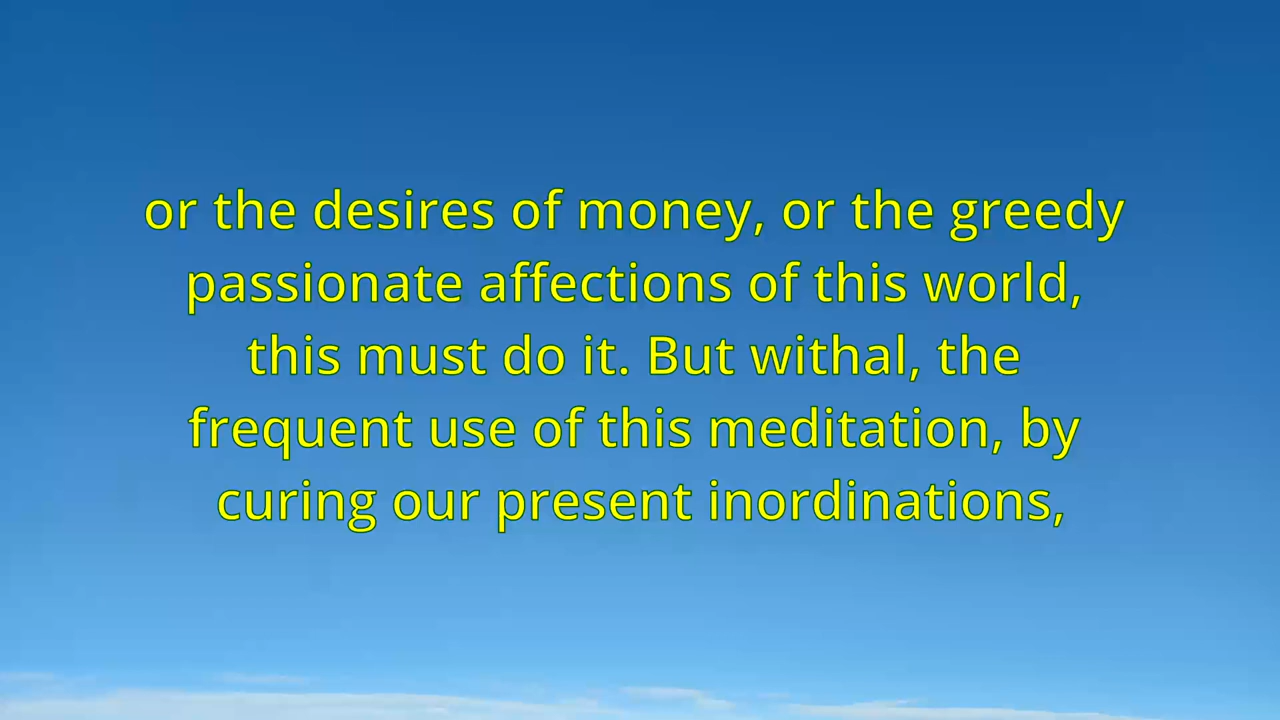 or the desires of money, or the greedy
passionate affections of this world,
this must do it. But withal, the
frequent use of this meditation, by
curing our present inordinations,